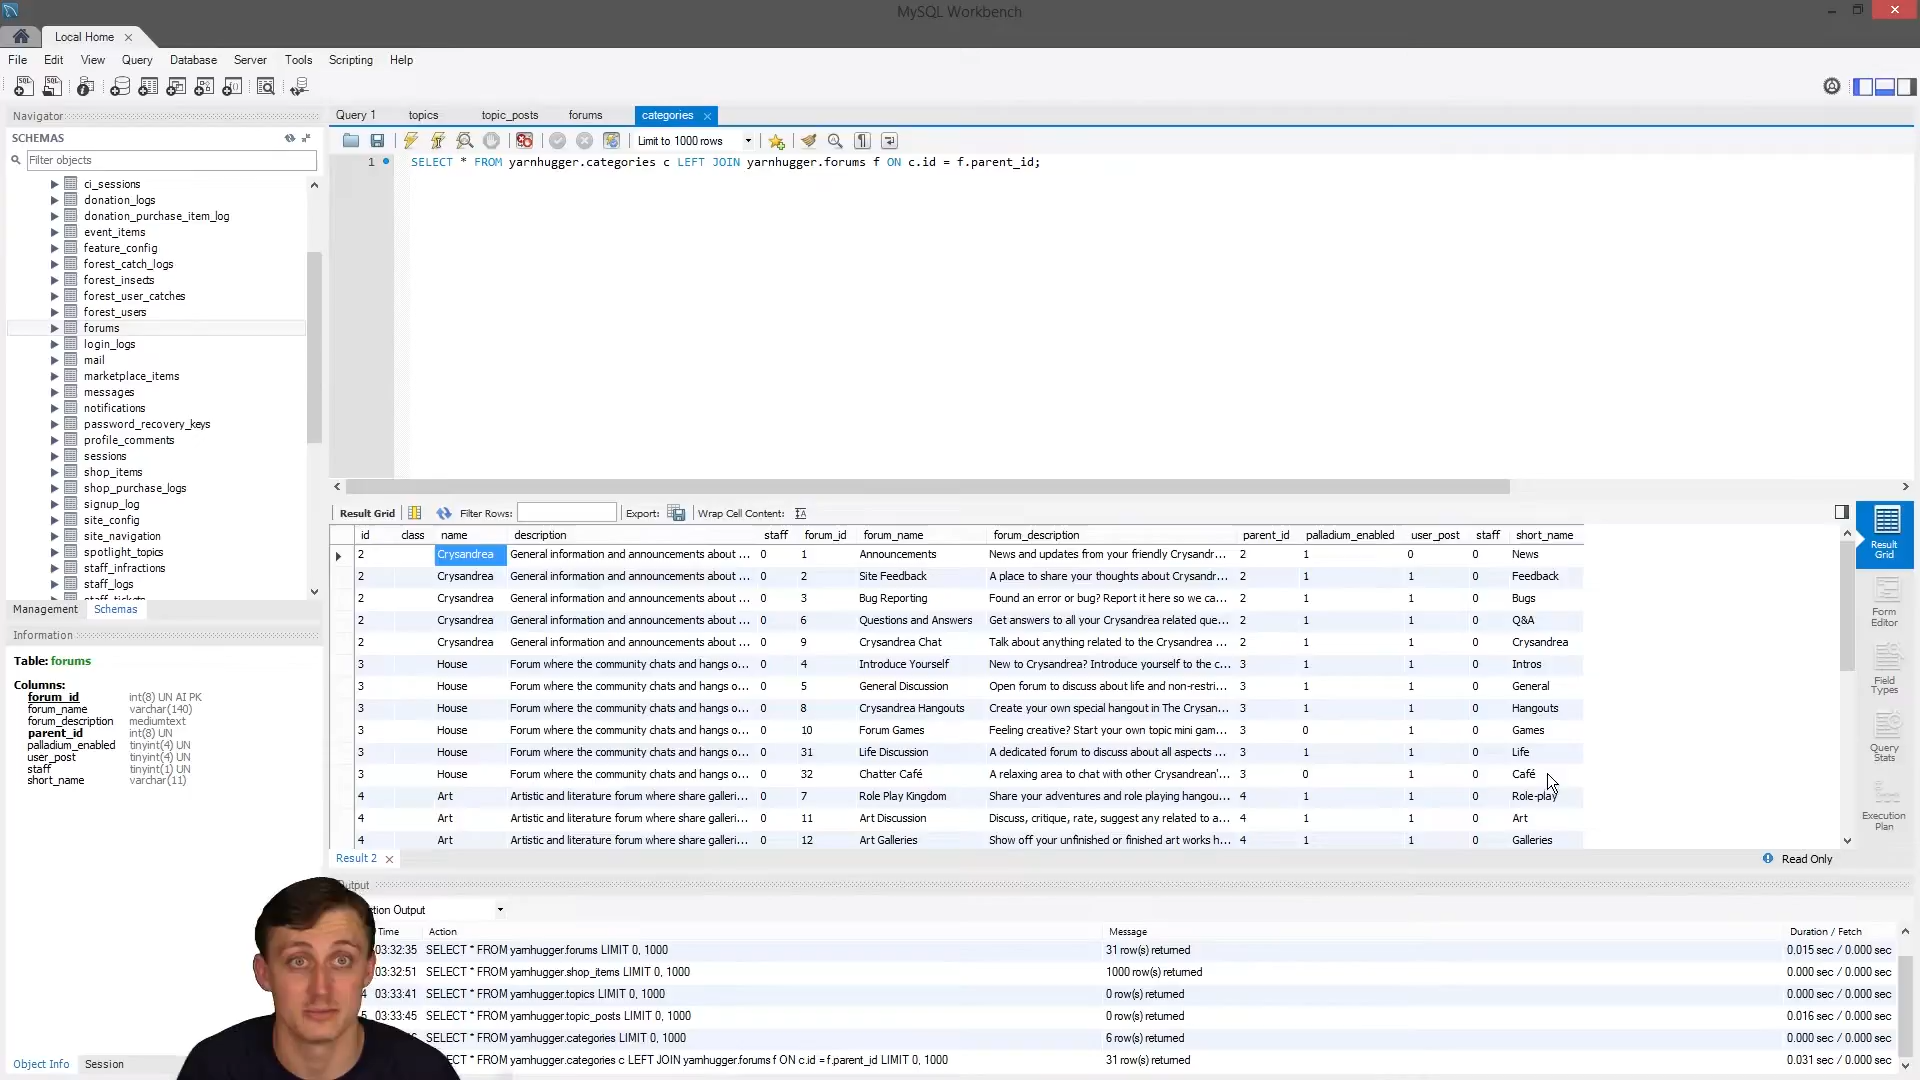 MySQL Workbench
Local Home
File Edit View Query Database Server Tools Scripting Help
Navigator
SCHEMAS
Filter objects
ci_sessions
donation_logs
donation_purchase_item_log
event_items
feature_config
forest_catch_logs
forest_insects
forest_user_catches
forest_users
forums
login_logs
mail
marketplace_items
messages
notifications
password_recovery_keys
profile_comments
sessions
shop_items
shop_purchase_logs
signup_log
site_config
site_navigation
spotlight_topics
staff_infractions
staff_logs
staff_tickets
Management Schemas
Information
Table: forums
Columns:
forum_id int(8) UN AI PK
forum_name varchar(140)
forum_description mediumtext
parent_id int(8) UN
palladium_enabled tinyint(4) UN
user_post tinyint(4) UN
staff tinyint(1) UN
short_name varchar(11)
Object Info Session
Query 1 topics topic_posts forums categories
Limit to 1000 rows
1 SELECT * FROM yarnhugger.categories c LEFT JOIN yarnhugger.forums f ON c.id = f.parent_id;
Result Grid Filter Rows: Export: Wrap Cell Content:
id class name description staff forum_id forum_name forum_description parent_id palladium_enabled user_post staff short_name
2 Crysandrea General information and announcements about ... 0 1 Announcements News and updates from your friendly Crysandr... 2 1 0 0 News
2 Crysandrea General information and announcements about ... 0 2 Site Feedback A place to share your thoughts about Crysandr... 2 1 1 0 Feedback
2 Crysandrea General information and announcements about ... 0 3 Bug Reporting Found an error or bug? Report it here so we ca... 2 1 1 0 Bugs
2 Crysandrea General information and announcements about ... 0 6 Questions and Answers Get answers to all your Crysandrea related que... 2 1 1 0 Q&A
2 Crysandrea General information and announcements about ... 0 9 Crysandrea Chat Talk about anything related to the Crysandrea ... 2 1 1 0 Crysandrea
3 House Forum where the community chats and hangs o... 0 4 Introduce Yourself New to Crysandrea? Introduce yourself to the c... 3 1 1 0 Intros
3 House Forum where the community chats and hangs o... 0 5 General Discussion Open forum to discuss about life and non-restri... 3 1 1 0 General
3 House Forum where the community chats and hangs o... 0 8 Crysandrea Hangouts Create your own special hangout in The Crysan... 3 1 1 0 Hangouts
3 House Forum where the community chats and hangs o... 0 10 Forum Games Feeling creative? Start your own topic mini gam... 3 0 1 0 Games
3 House Forum where the community chats and hangs o... 0 31 Life Discussion A dedicated forum to discuss about all aspects ... 3 1 1 0 Life
3 House Forum where the community chats and hangs o... 0 32 Chatter Café A relaxing area to chat with other Crysandrean'... 3 0 1 0 Café
4 Art Artistic and literature forum where share galleri... 0 7 Role Play Kingdom Share your adventures and role playing hangou... 4 1 1 0 Role-play
4 Art Artistic and literature forum where share galleri... 0 11 Art Discussion Discuss, critique, rate, suggest any related to a... 4 1 1 0 Art
4 Art Artistic and literature forum where share galleri... 0 12 Art Galleries Show off your unfinished or finished art works h... 4 1 1 0 Galleries
Result Grid
Form Editor
Field Types
Query Stats
Execution Plan
Result 2
Read Only
Output
Time Action Message Duration / Fetch
03:32:35 SELECT * FROM yarnhugger.forums LIMIT 0, 1000 31 row(s) returned 0.015 sec / 0.000 sec
03:32:51 SELECT * FROM yarnhugger.shop_items LIMIT 0, 1000 1000 row(s) returned 0.000 sec / 0.000 sec
4 03:33:41 SELECT * FROM yarnhugger.topics LIMIT 0, 1000 0 row(s) returned 0.000 sec / 0.000 sec
5 03:33:45 SELECT * FROM yarnhugger.topic_posts LIMIT 0, 1000 0 row(s) returned 0.016 sec / 0.000 sec
SELECT * FROM yarnhugger.categories LIMIT 0, 1000 6 row(s) returned 0.000 sec / 0.000 sec
* FROM yarnhugger.categories c LEFT JOIN yarnhugger.forums f ON c.id = f.parent_id LIMIT 0, 1000 31 row(s) returned 0.031 sec / 0.000 sec